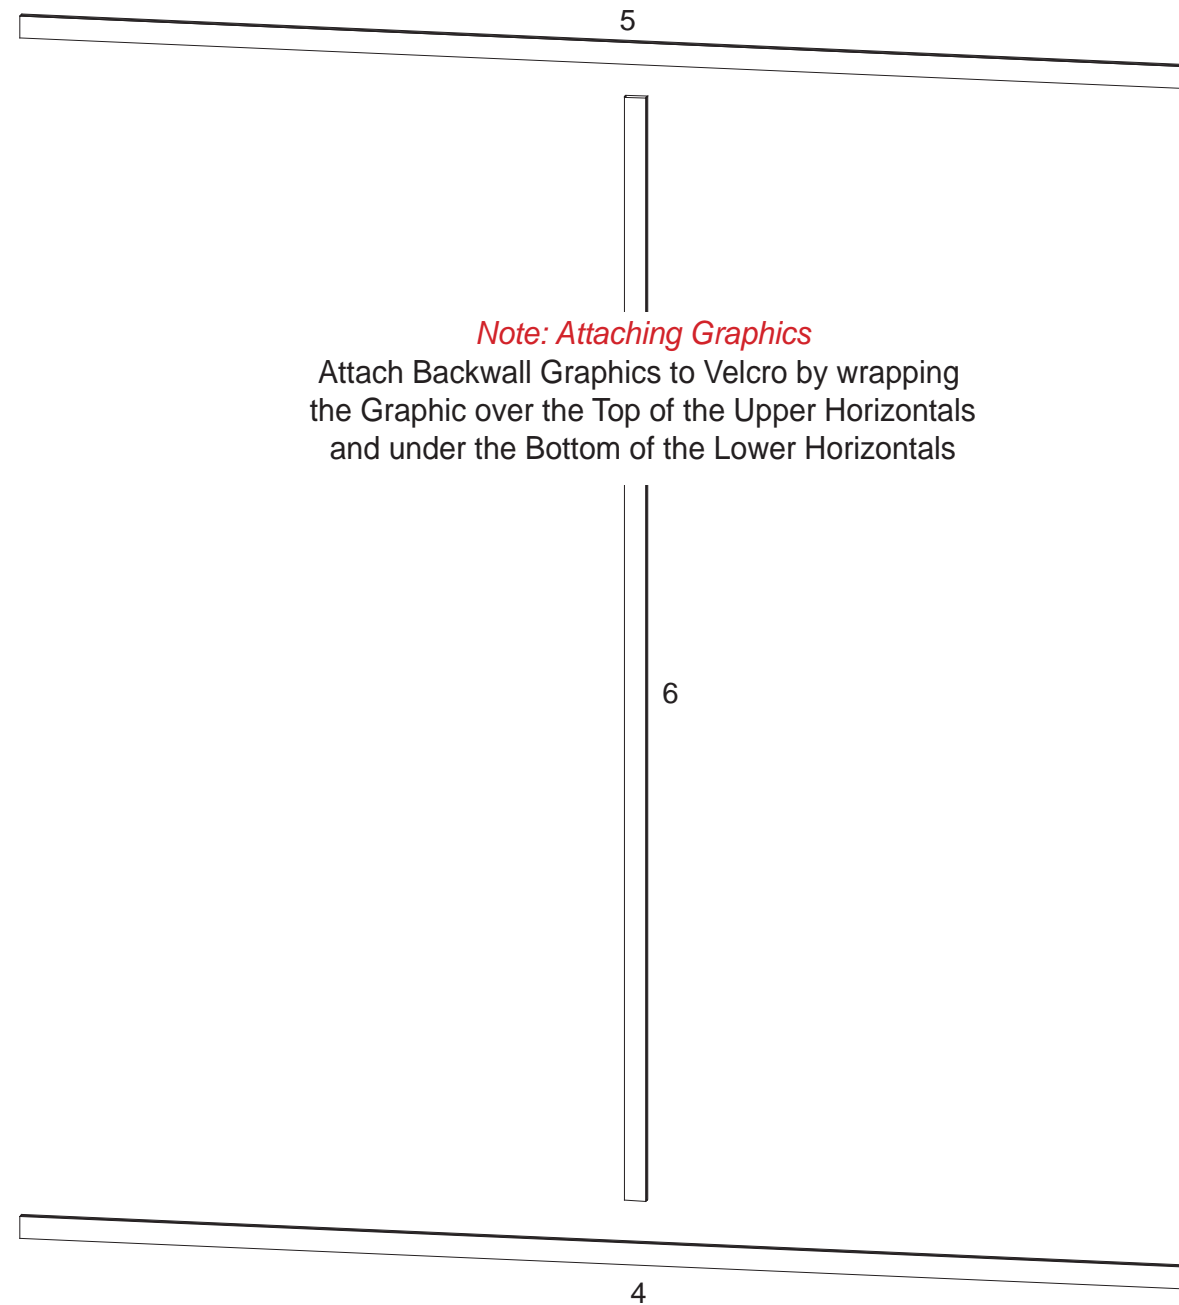 5
Note: Attaching Graphics
Attach Backwall Graphics to Velcro by wrapping
the Graphic over the Top of the Upper Horizontals
and under the Bottom of the Lower Horizontals
6
4